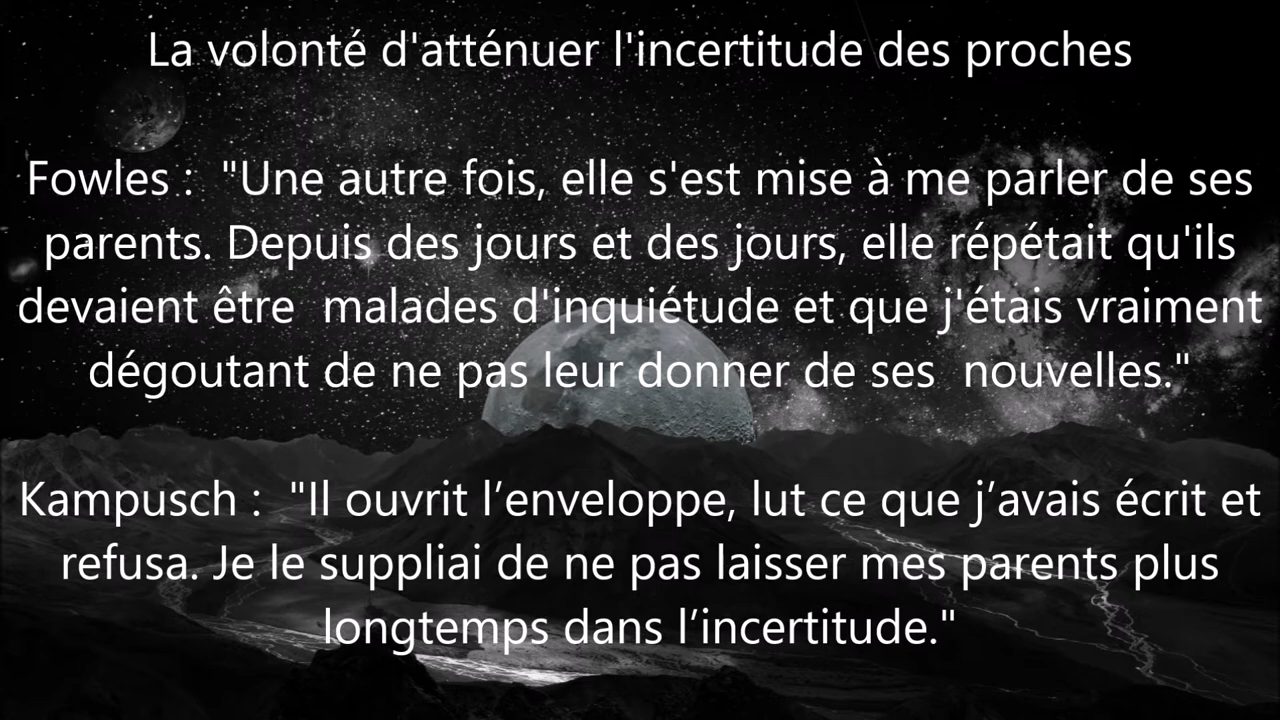 La volonté d'atténuer l'incertitude des proches
Fowles :  "Une autre fois, elle s'est mise à me parler de ses
parents. Depuis des jours et des jours, elle répétait qu'ils
devaient être  malades d'inquiétude et que j'étais vraiment
dégoutant de ne pas leur donner de ses  nouvelles."
Kampusch :  "Il ouvrit l’enveloppe, lut ce que j’avais écrit et
refusa. Je le suppliai de ne pas laisser mes parents plus
longtemps dans l’incertitude."